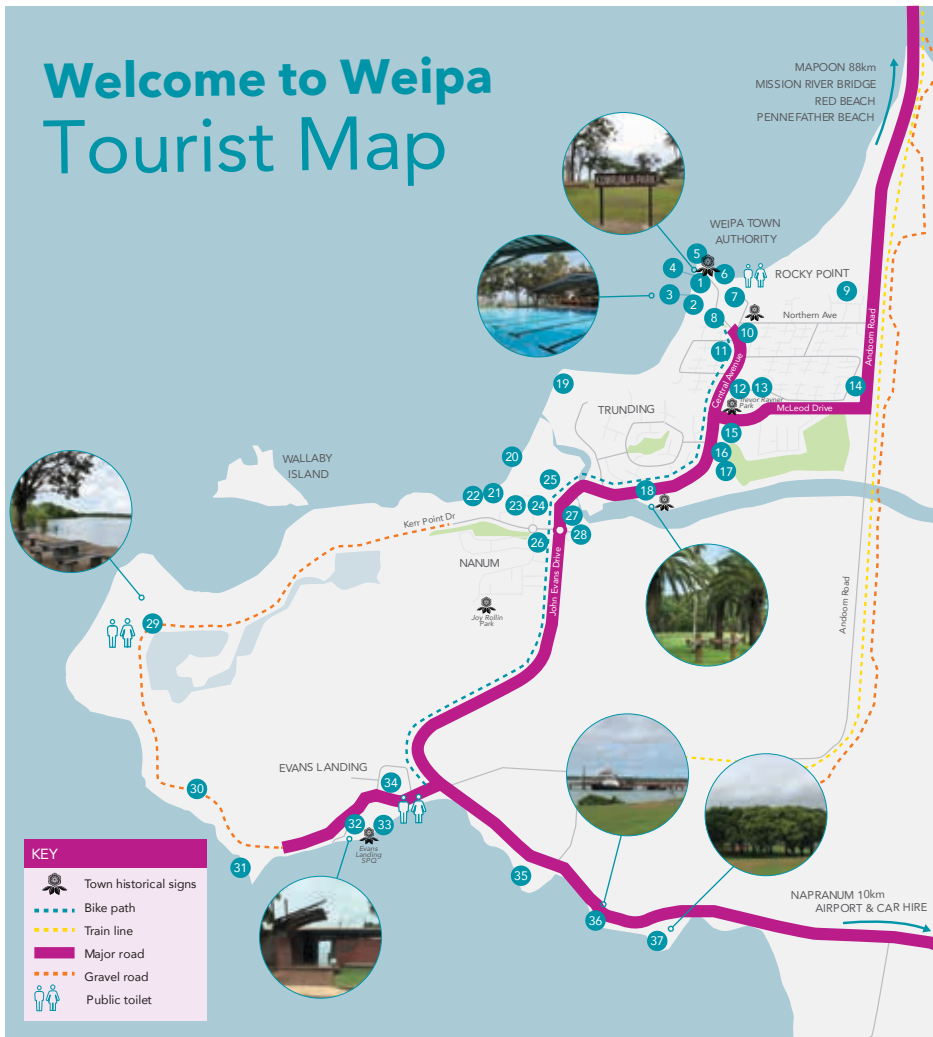 Welcome to Weipa
Tourist Map
MAPOON 88km
MISSION RIVER BRIDGE
RED BEACH
PENNEFATHER BEACH
WEIPA TOWN
AUTHORITY
5
4
6
1
3
2
7
8
ROCKY POINT
9
Northern Ave
10
11
Central Avenue
Andoom Road
12
13
14
Trevor Rayner
Park
McLeod Drive
15
16
17
18
19
TRUNDING
WALLABY
ISLAND
20
25
22
21
23
24
27
28
26
Kerr Point Dr
NANUM
John Evans Drive
Joy Rollin
Park
29
Andoom Road
30
EVANS LANDING
34
32
33
Evans
Landing
SPQ
31
35
36
37
NAPRANUM 10km
AIRPORT & CAR HIRE
KEY
Town historical signs
Bike path
Train line
Major road
Gravel road
Public toilet